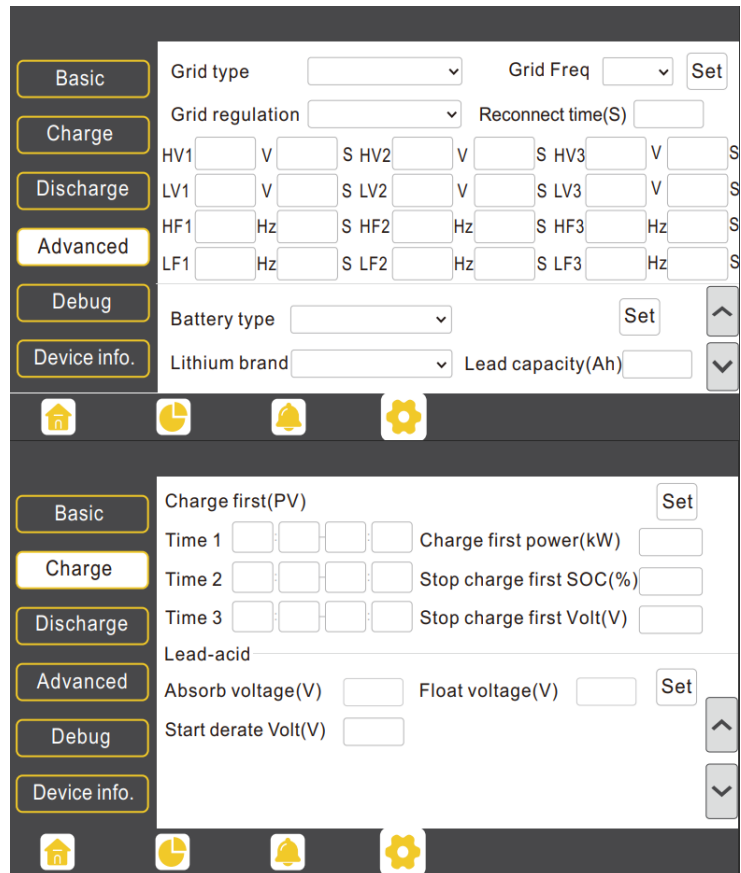 Basic
Charge
Discharge
Advanced
Debug
Device info.
Grid type Grid Freq Set
Grid regulation Reconnect time(S)
HV1 V S HV2 V S HV3 V S
LV1 V S LV2 V S LV3 V S
HF1 Hz S HF2 Hz S HF3 Hz S
LF1 Hz S LF2 Hz S LF3 Hz S
Battery type Set
Lithium brand Lead capacity(Ah)
Basic
Charge
Discharge
Advanced
Debug
Device info.
Charge first(PV) Set
Time 1 : - : Charge first power(kW)
Time 2 : - : Stop charge first SOC(%)
Time 3 : - : Stop charge first Volt(V)
Lead-acid
Absorb voltage(V) Float voltage(V) Set
Start derate Volt(V)